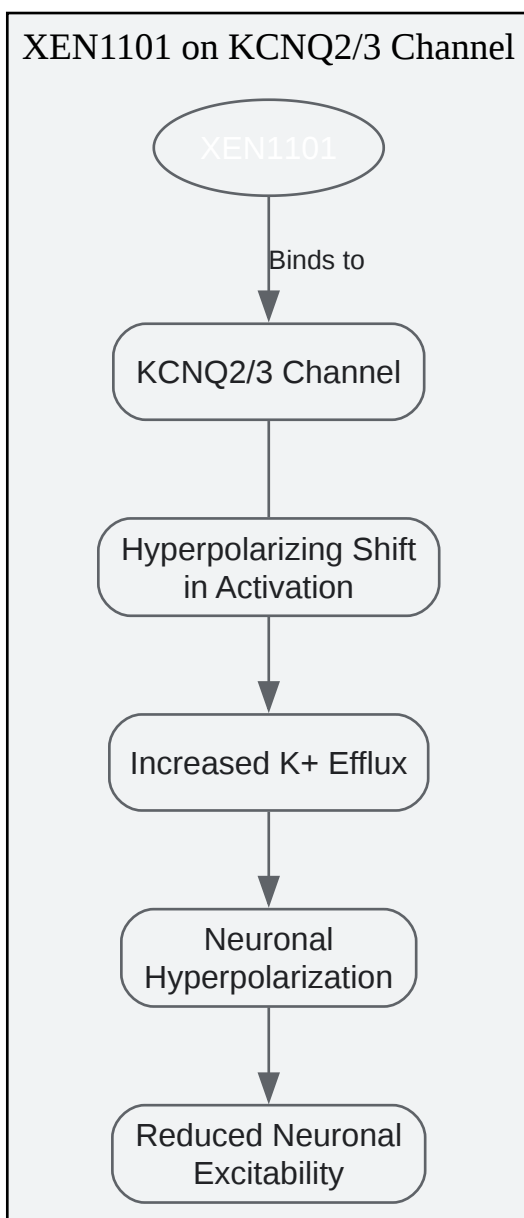 XEN1101 on KCNQ2/3 Channel
XEN1101
Binds to
KCNQ2/3 Channel
Hyperpolarizing Shift
in Activation
Increased K+ Efflux
Neuronal
Hyperpolarization
Reduced Neuronal
Excitability